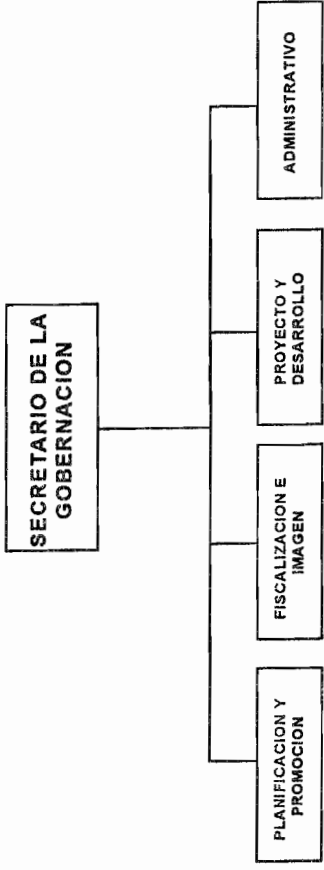 SECRETARIO DE LA
GOBERNACION
PLANIFICACION Y
PROMOCION
FISCALIZACION E
IMAGEN
PROYECTO Y
DESARROLLO
ADMINISTRATIVO